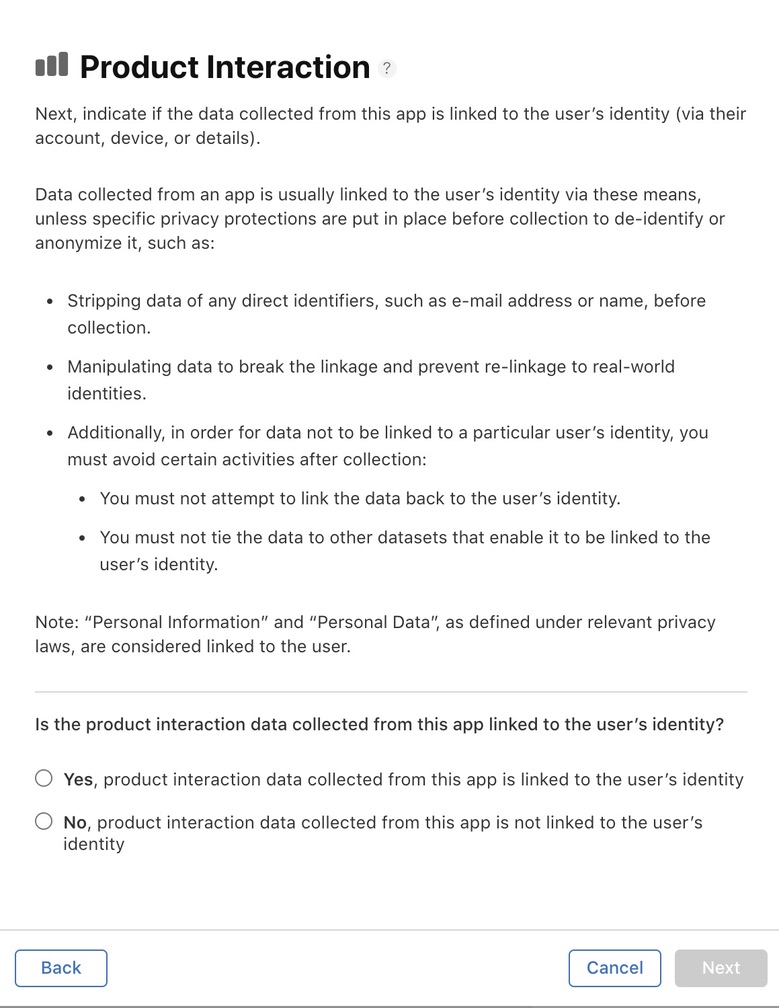 Product Interaction ?
Next, indicate if the data collected from this app is linked to the user’s identity (via their
account, device, or details).
Data collected from an app is usually linked to the user’s identity via these means,
unless specific privacy protections are put in place before collection to de-identify or
anonymize it, such as:
• Stripping data of any direct identifiers, such as e-mail address or name, before
collection.
• Manipulating data to break the linkage and prevent re-linkage to real-world
identities.
• Additionally, in order for data not to be linked to a particular user’s identity, you
must avoid certain activities after collection:
• You must not attempt to link the data back to the user’s identity.
• You must not tie the data to other datasets that enable it to be linked to the
user’s identity.
Note: “Personal Information” and “Personal Data”, as defined under relevant privacy
laws, are considered linked to the user.
Is the product interaction data collected from this app linked to the user’s identity?
Yes, product interaction data collected from this app is linked to the user’s identity
No, product interaction data collected from this app is not linked to the user’s
identity
Back Cancel Next